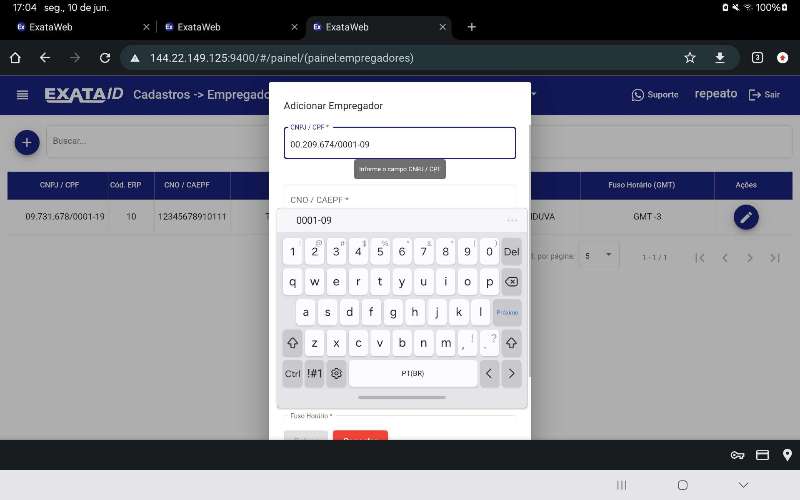 17:04 seg., 10 de jun.
100%
ExataWeb
ExataWeb
ExataWeb
144.22.149.125:9400/#/painel/(painel:empregadores)
3
EXATA ID
Cadastros -> Empregado
Suporte
repeato
Sair
Adicionar Empregador
CNPJ / CPF *
00.209.674/0001-09
Informe o campo CNPJ / CPF
Buscar...
CNPJ / CPF
Cód. ERP
CNO / CAEPF
Fuso Horário (GMT)
Ações
CNO / CAEPF *
09.731.678/0001-19
10
12345678910111
T
IDUVA
GMT -3
0001-09
...
1 2 3 4 5 6 7 8 9 0 Del
@ # $ % ^ & * ( )
q w e r t y u i o p
a s d f g h j k l Próximo
z x c v b n m , ! . ?
Ctrl !#1 PT(BR) < >
. por página: 5
1 - 1 / 1
Fuso Horário *